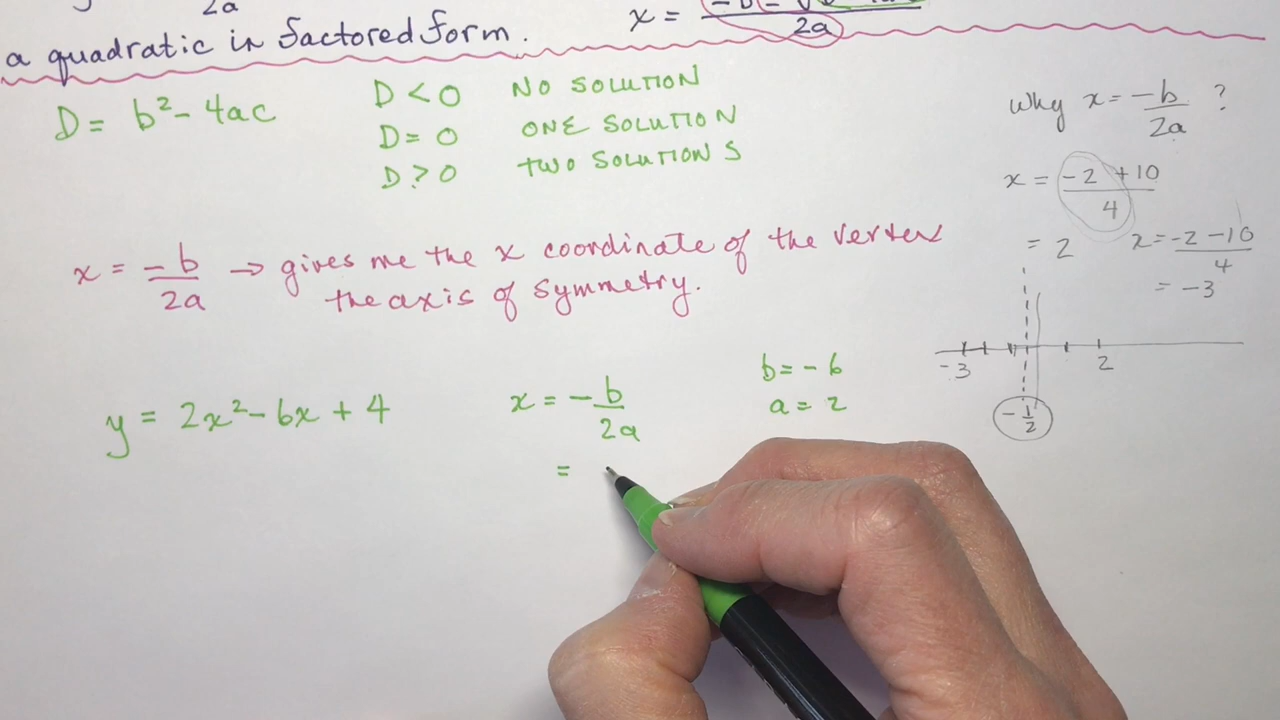 2a
x =
2a
a quadratic in factored form.
D = b² - 4ac
D < 0 NO SOLUTION
D = 0 ONE SOLUTION
D > 0 TWO SOLUTIONS
x = -b/2a → gives me the x coordinate of the vertex
the axis of symmetry.
y = 2x² - 6x + 4
x = -b/2a
=
b = -6
a = 2
Why x = -b/2a ?
x = (-2 + 10)/4
= 2
x = (-2 - 10)/4
= -3
-3 2
-1/2